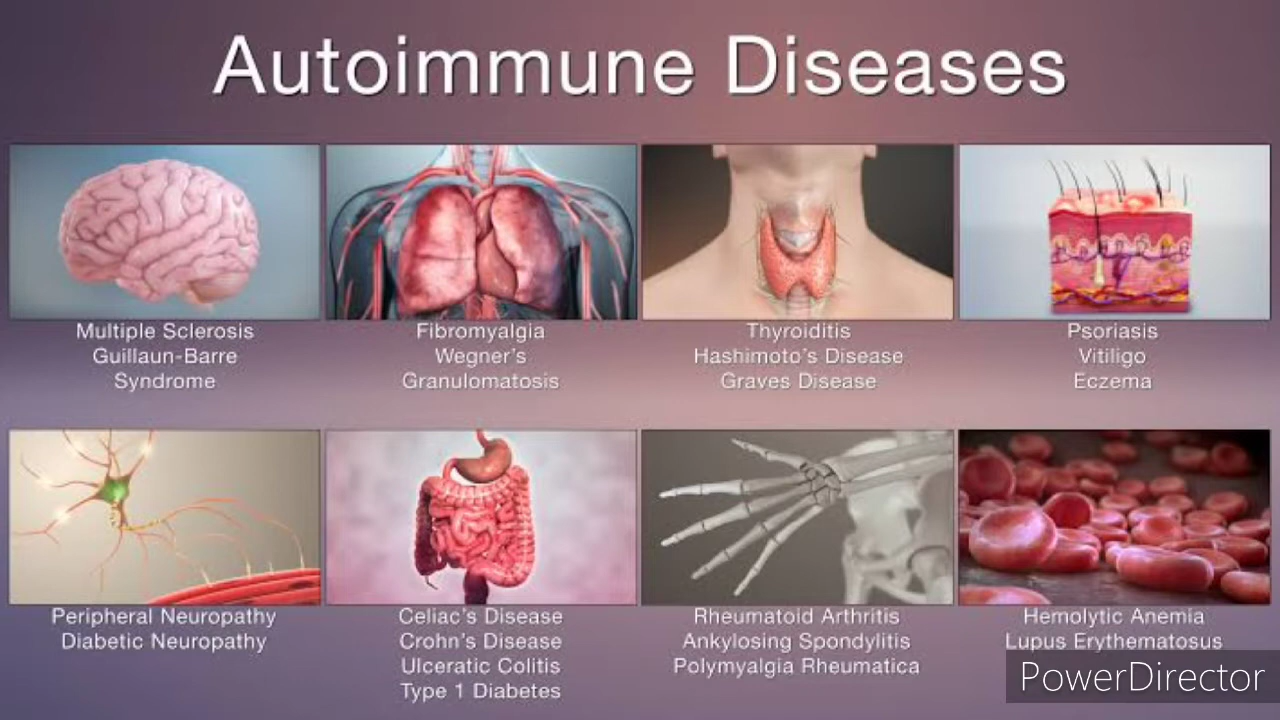 Autoimmune Diseases
Multiple Sclerosis
Guillaun-Barre
Syndrome
Fibromyalgia
Wegner's
Granulomatosis
Thyroiditis
Hashimoto's Disease
Graves Disease
Psoriasis
Vitiligo
Eczema
Peripheral Neuropathy
Diabetic Neuropathy
Celiac's Disease
Crohn's Disease
Ulceratic Colitis
Type 1 Diabetes
Rheumatoid Arthritis
Ankylosing Spondylitis
Polymyalgia Rheumatica
Hemolytic Anemia
Lupus Erythematosus
PowerDirector